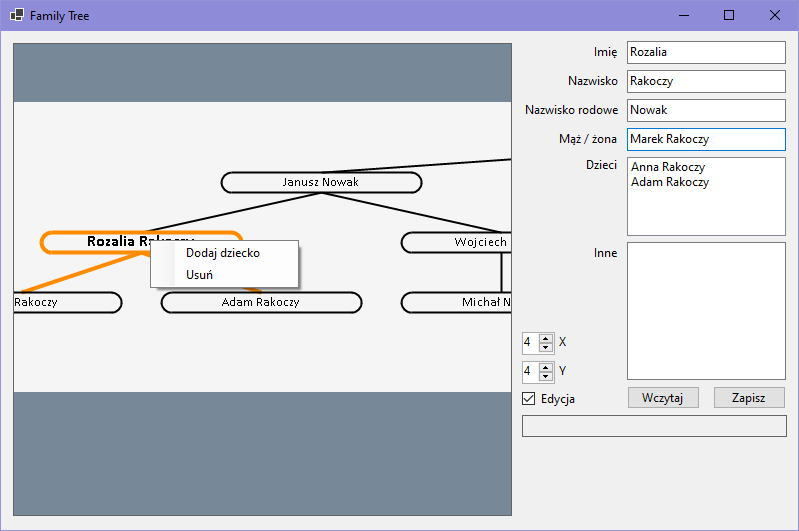 Family Tree
Janusz Nowak
Rozalia Rakoczy
Wojciech
Dodaj dziecko
Usuń
Rakoczy
Adam Rakoczy
Michał N
Imię
Rozalia
Nazwisko
Rakoczy
Nazwisko rodowe
Nowak
Mąż / żona
Marek Rakoczy
Dzieci
Anna Rakoczy
Adam Rakoczy
Inne
4 X
4 Y
Edycja
Wczytaj
Zapisz